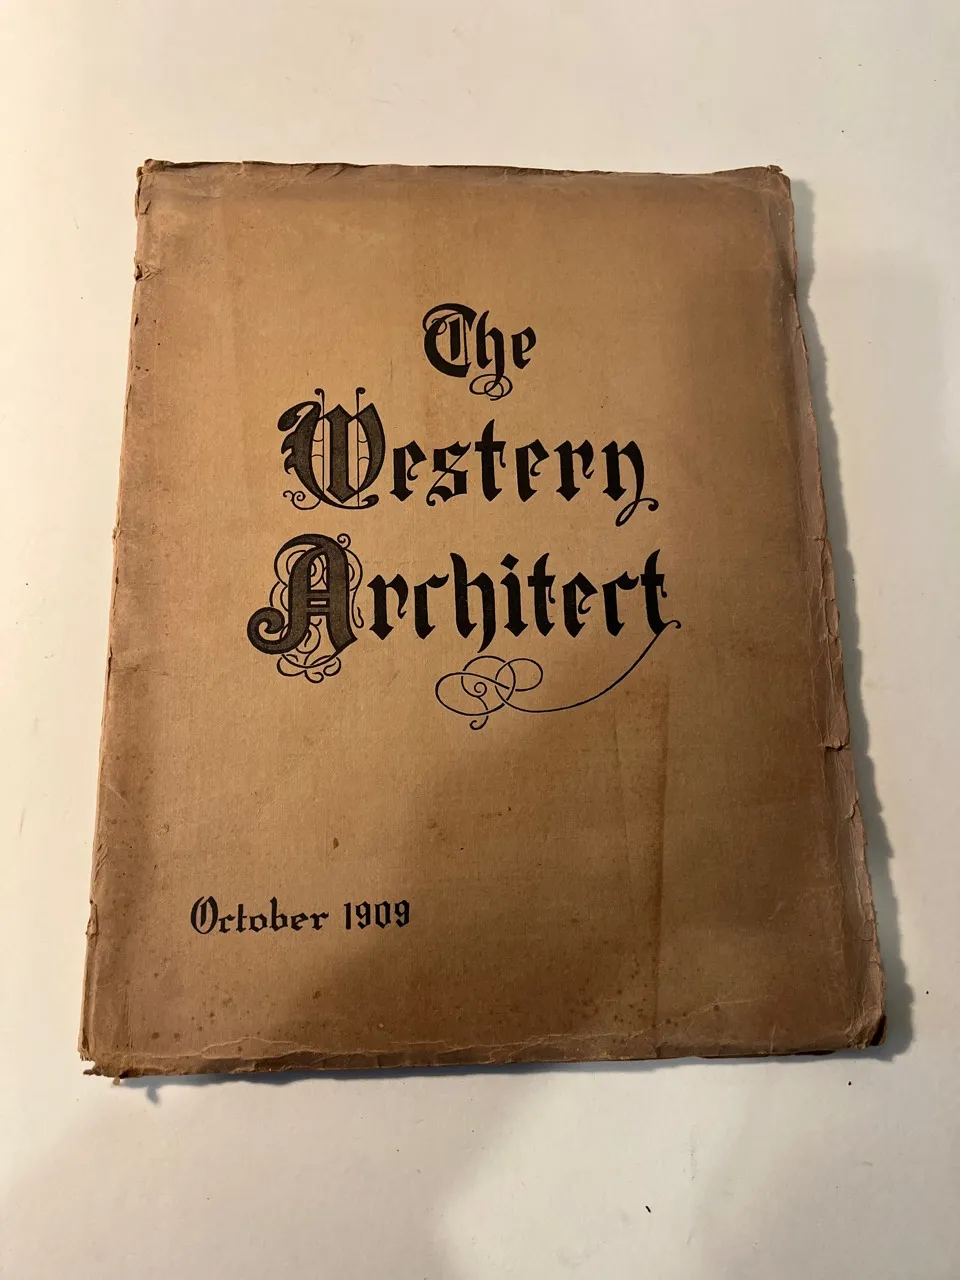 The
Western
Architect
October 1909